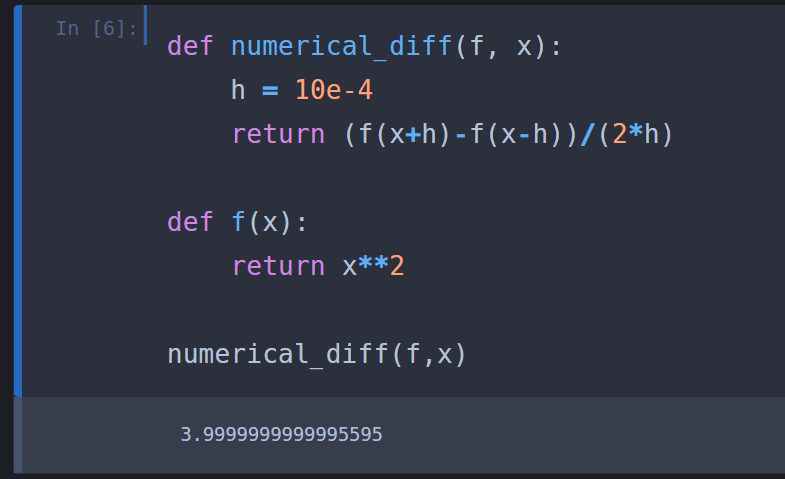 In [6]:
def numerical_diff(f, x):
    h = 10e-4
    return (f(x+h)-f(x-h))/(2*h)

def f(x):
    return x**2

numerical_diff(f,x)
3.9999999999995595